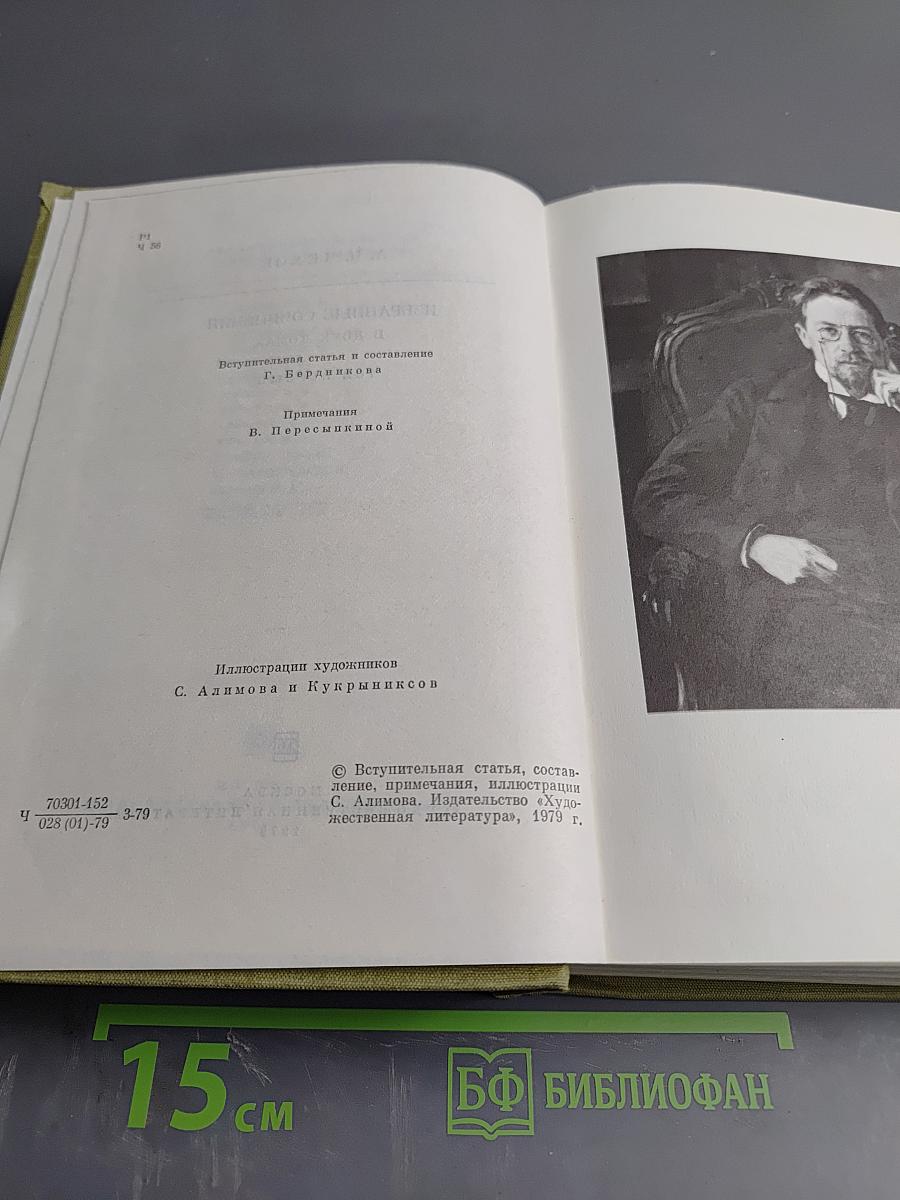 Р1
Ч 56
Вступительная статья и составление
Г. Бердникова
Примечания
В. Пересыпкиной
Иллюстрации художников
С. Алимова и Кукрыниксов
© Вступительная статья, состав-
ление, примечания, иллюстрации
С. Алимова. Издательство «Худо-
жественная литература», 1979 г.
Ч 70301-152
028 (01)-79 3-79
15 см
БФ БИБЛИОФАН